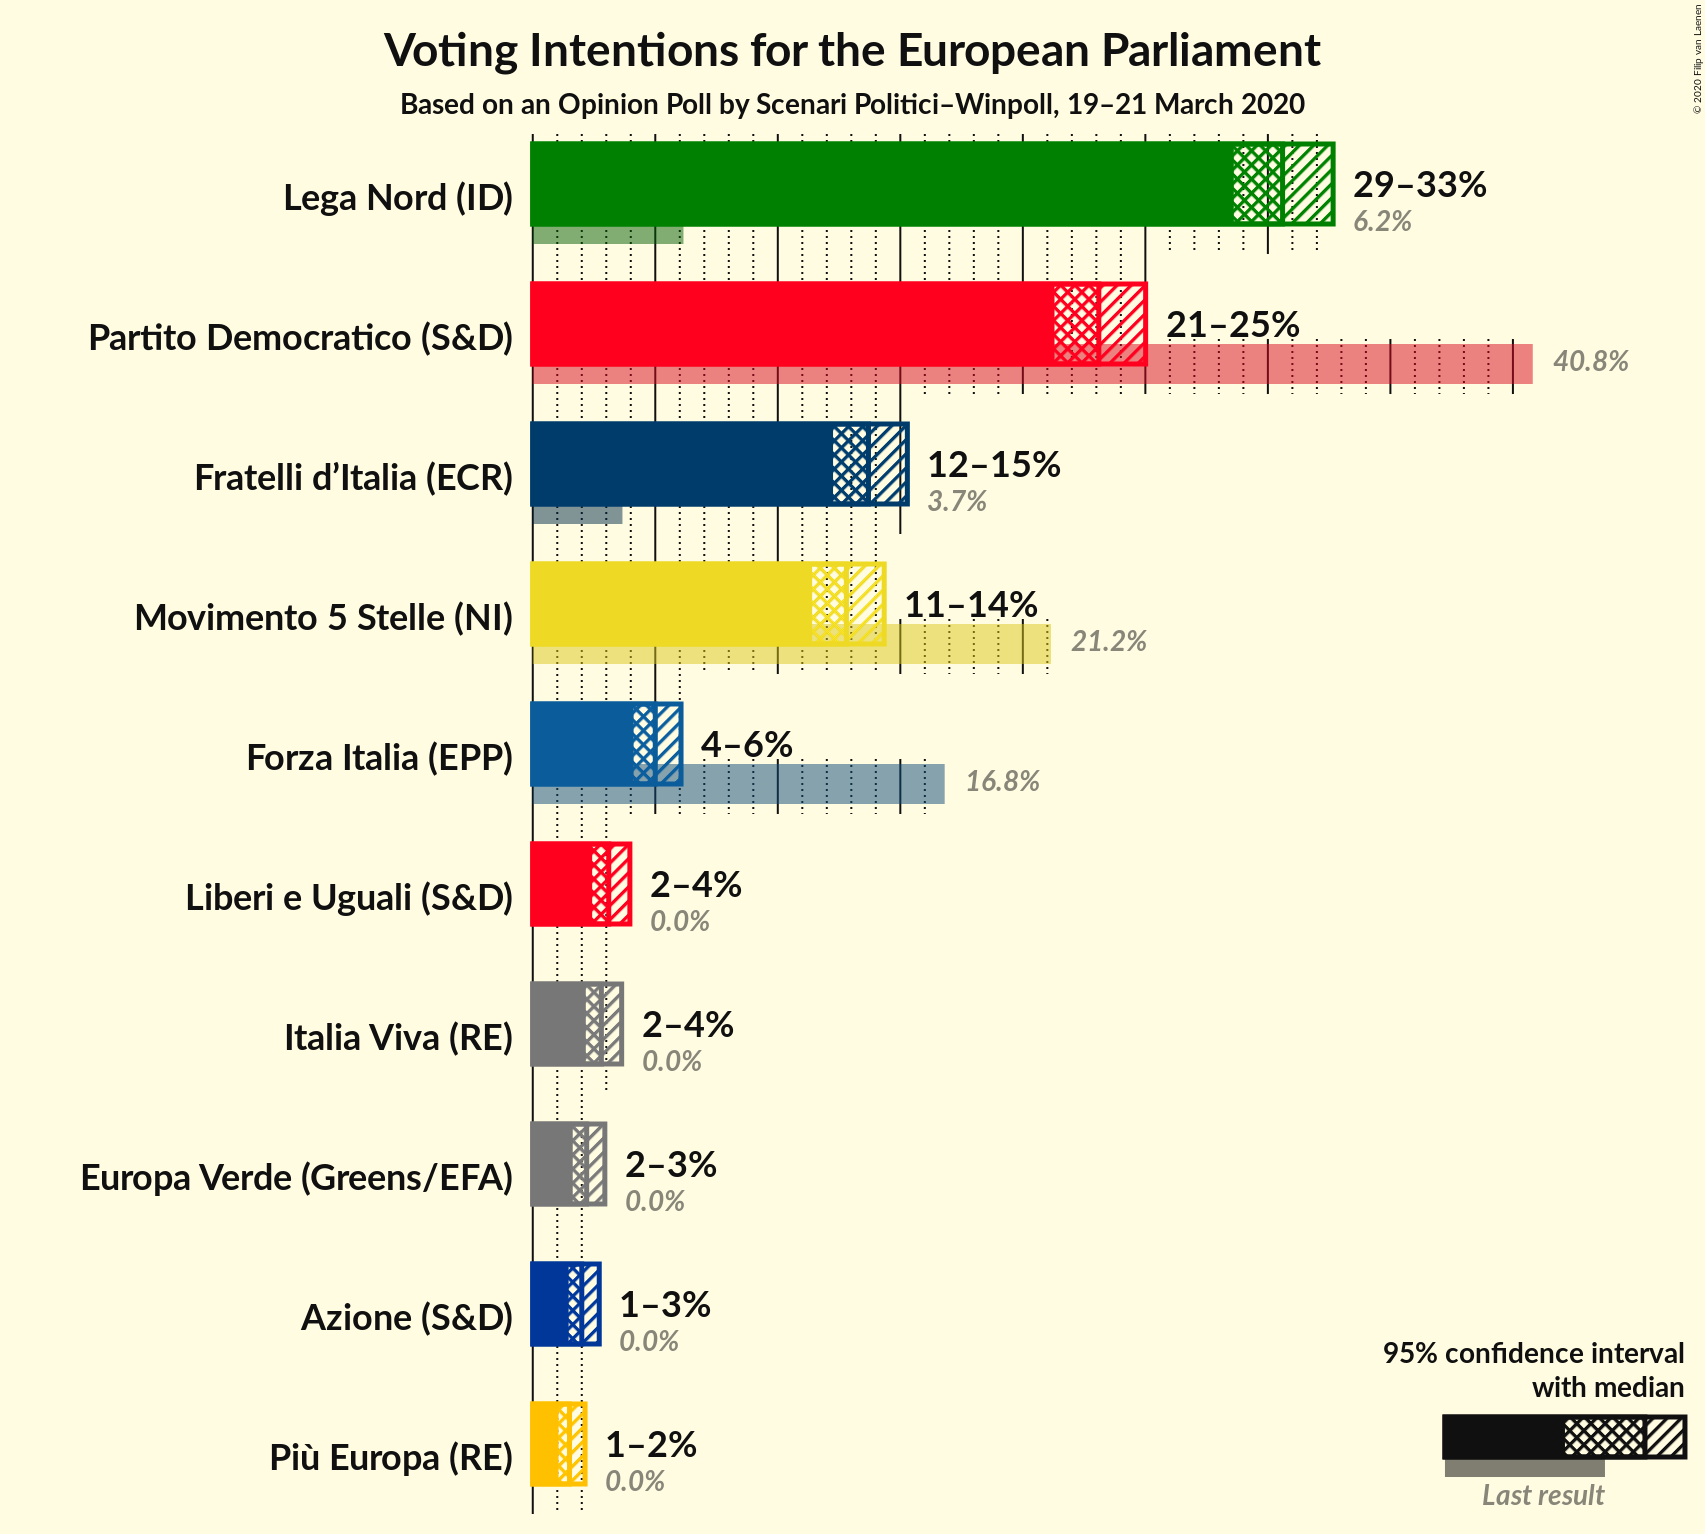 Voting Intentions for the European Parliament
Based on an Opinion Poll by Scenari Politici–Winpoll, 19–21 March 2020
© 2020 Filip van Laenen
Lega Nord (ID)
29–33%
6.2%
Partito Democratico (S&D)
21–25%
40.8%
Fratelli d’Italia (ECR)
12–15%
3.7%
Movimento 5 Stelle (NI)
11–14%
21.2%
Forza Italia (EPP)
4–6%
16.8%
Liberi e Uguali (S&D)
2–4%
0.0%
Italia Viva (RE)
2–4%
0.0%
Europa Verde (Greens/EFA)
2–3%
0.0%
Azione (S&D)
1–3%
0.0%
Più Europa (RE)
1–2%
0.0%
95% confidence interval
with median
Last result